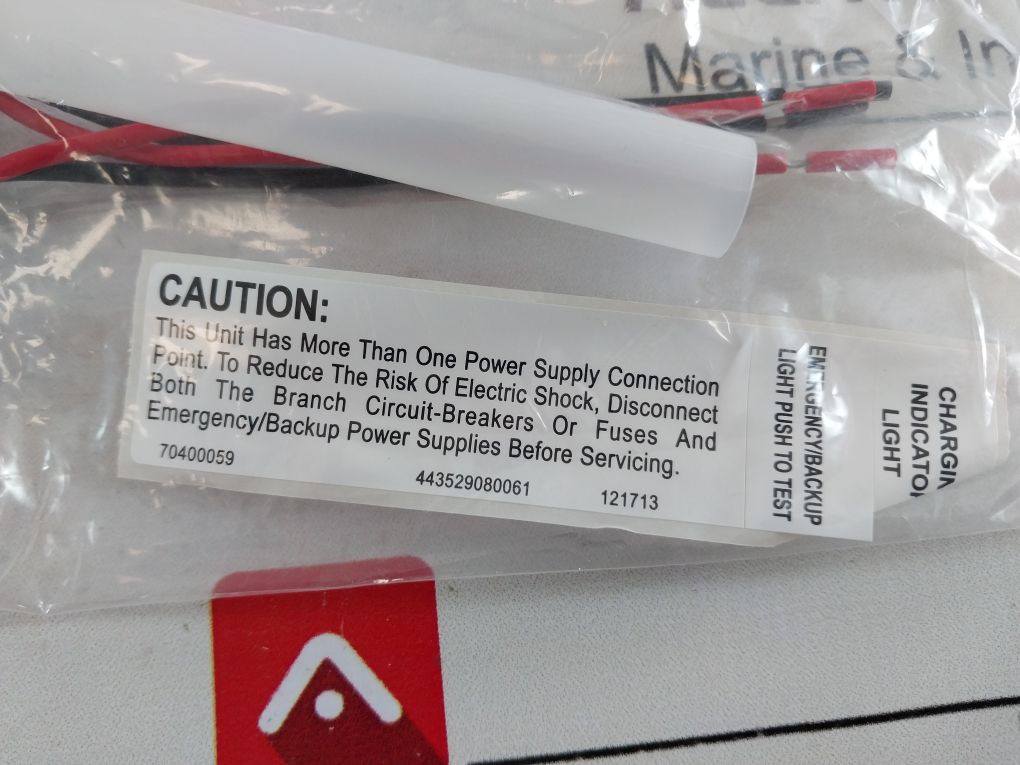 Marine & In
CAUTION:
This Unit Has More Than One Power Supply Connection
Point. To Reduce The Risk Of Electric Shock, Disconnect
Both The Branch Circuit-Breakers Or Fuses And
Emergency/Backup Power Supplies Before Servicing.
70400059 443529080061 121713
EMERGENCY/BACKUP
LIGHT PUSH TO TEST
CHARGIN
INDICATO
LIGHT